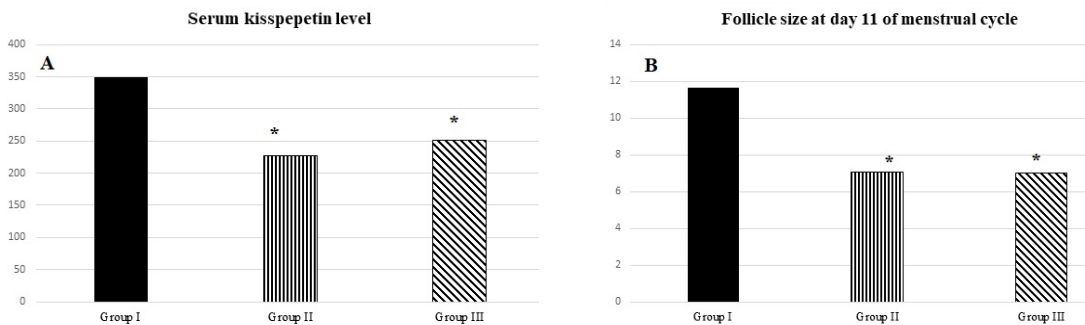 Serum kisspepetin level
A
400
350
300
250
200
150
100
50
0
*
*
Group I
Group II
Group III
Follicle size at day 11 of menstrual cycle
B
14
12
10
8
6
4
2
0
*
*
Group I
Group II
Group III